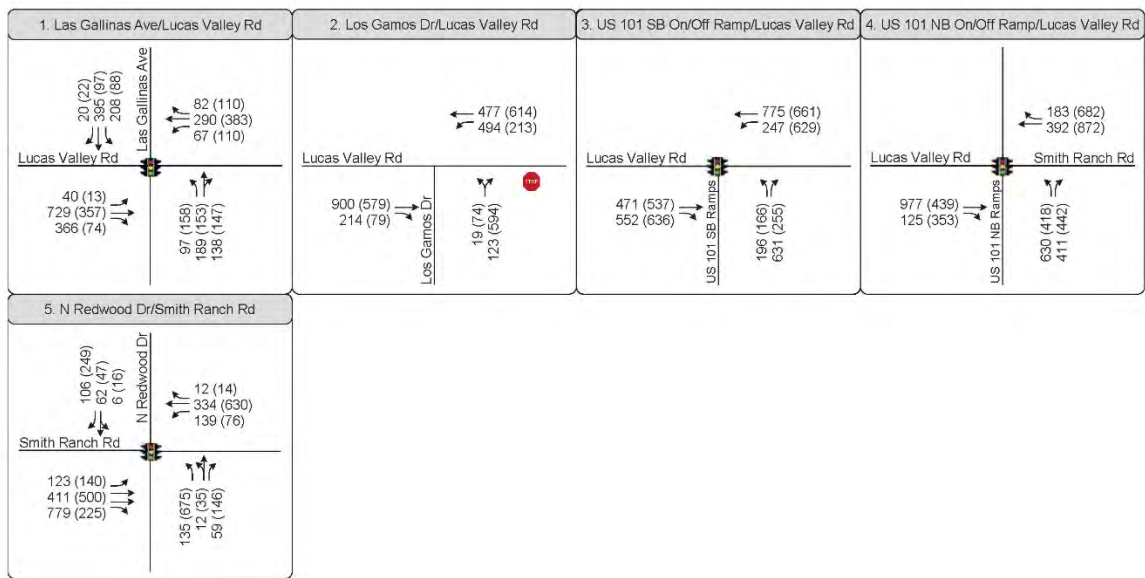 1. Las Gallinas Ave/Lucas Valley Rd
20 (22)
395 (97)
208 (88)
Las Gallinas Ave
82 (110)
290 (383)
67 (110)
Lucas Valley Rd
40 (13)
729 (357)
366 (74)
97 (158)
189 (153)
138 (147)
2. Los Gamos Dr/Lucas Valley Rd
477 (614)
494 (213)
Lucas Valley Rd
STOP
900 (579)
214 (79)
Los Gamos Dr
19 (74)
123 (594)
3. US 101 SB On/Off Ramp/Lucas Valley Rd
775 (661)
247 (629)
Lucas Valley Rd
471 (537)
552 (636)
US 101 SB Ramps
196 (166)
631 (255)
4. US 101 NB On/Off Ramp/Lucas Valley Rd
183 (682)
392 (872)
Lucas Valley Rd
Smith Ranch Rd
977 (439)
125 (353)
US 101 NB Ramps
630 (418)
411 (442)
5. N Redwood Dr/Smith Ranch Rd
106 (249)
62 (47)
6 (16)
N Redwood Dr
12 (14)
334 (630)
139 (76)
Smith Ranch Rd
123 (140)
411 (500)
779 (225)
135 (675)
12 (35)
59 (146)